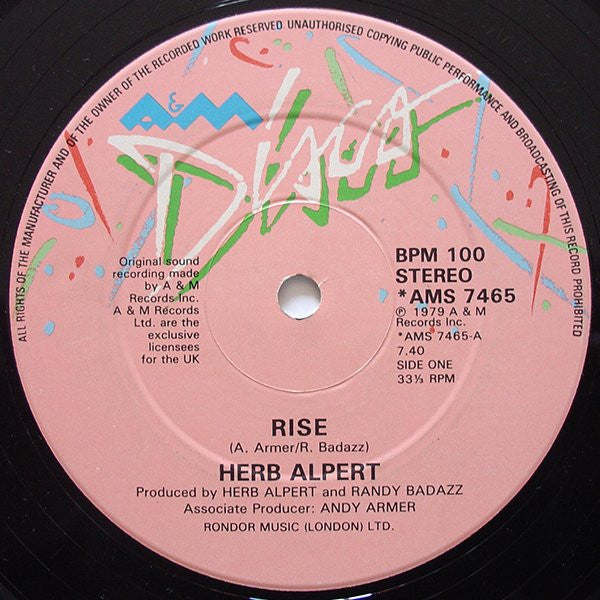 ALL RIGHTS OF THE MANUFACTURER AND OF THE OWNER OF THE RECORDED WORK RESERVED. UNAUTHORISED COPYING PUBLIC PERFORMANCE AND BROADCASTING OF THIS RECORD PROHIBITED
A&M
Disco
Original sound
recording made
by A & M
Records Inc.
A & M Records
Ltd. are the
exclusive
licensees
for the UK
BPM 100
STEREO
*AMS 7465
℗ 1979 A & M
Records Inc.
*AMS 7465-A
7.40
SIDE ONE
33⅓ RPM
RISE
(A. Armer/R. Badazz)
HERB ALPERT
Produced by HERB ALPERT and RANDY BADAZZ
Associate Producer: ANDY ARMER
RONDOR MUSIC (LONDON) LTD.